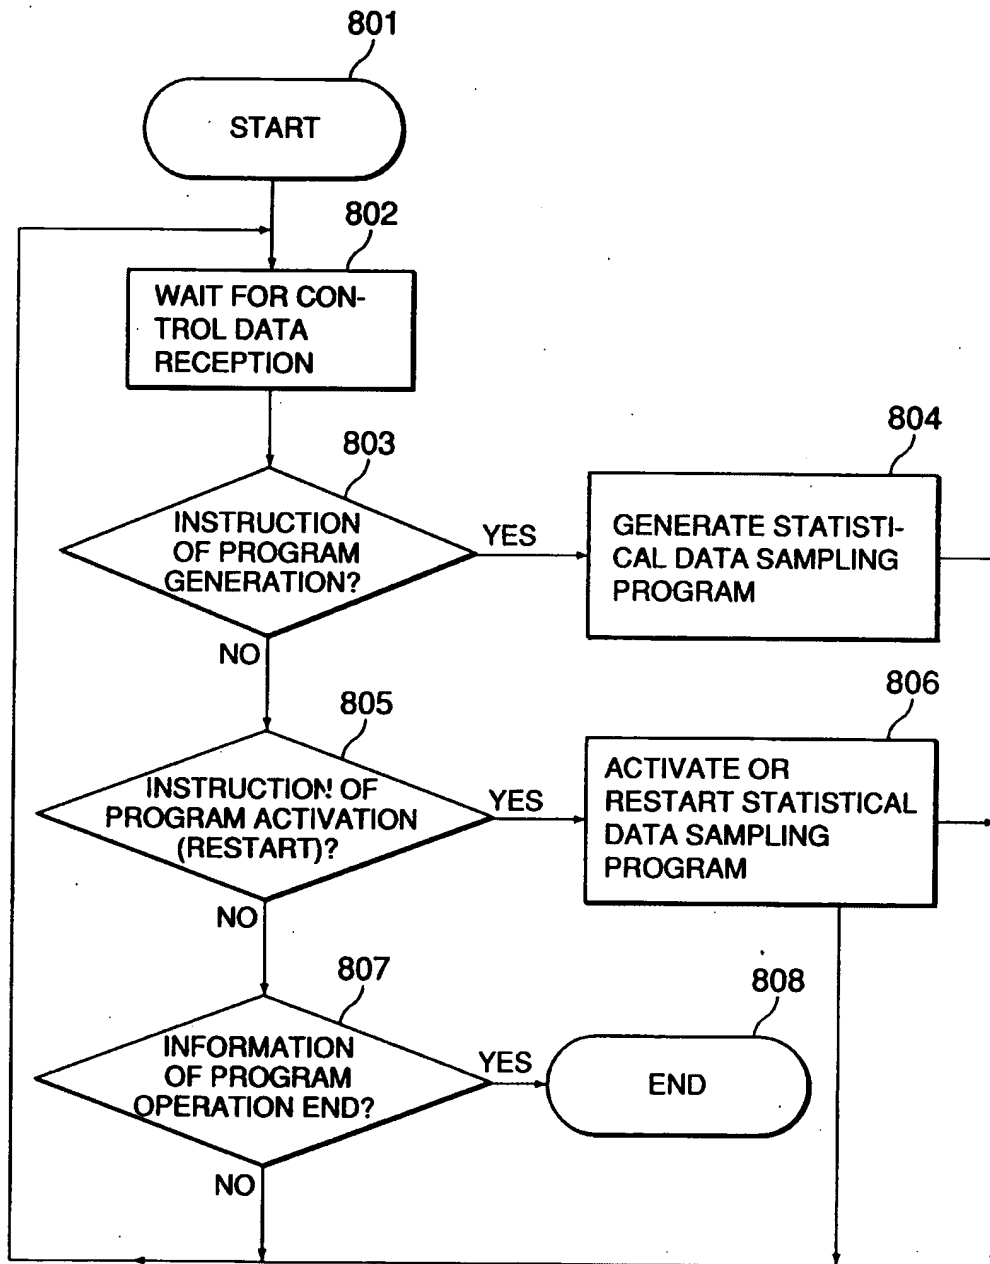 801
START
802
WAIT FOR CON-
TROL DATA
RECEPTION
803
INSTRUCTION
OF PROGRAM
GENERATION?
YES
804
GENERATE STATISTI-
CAL DATA SAMPLING
PROGRAM
NO
805
INSTRUCTION OF
PROGRAM ACTIVATION
(RESTART)?
YES
806
ACTIVATE OR
RESTART STATISTICAL
DATA SAMPLING
PROGRAM
NO
807
INFORMATION
OF PROGRAM
OPERATION END?
YES
808
END
NO